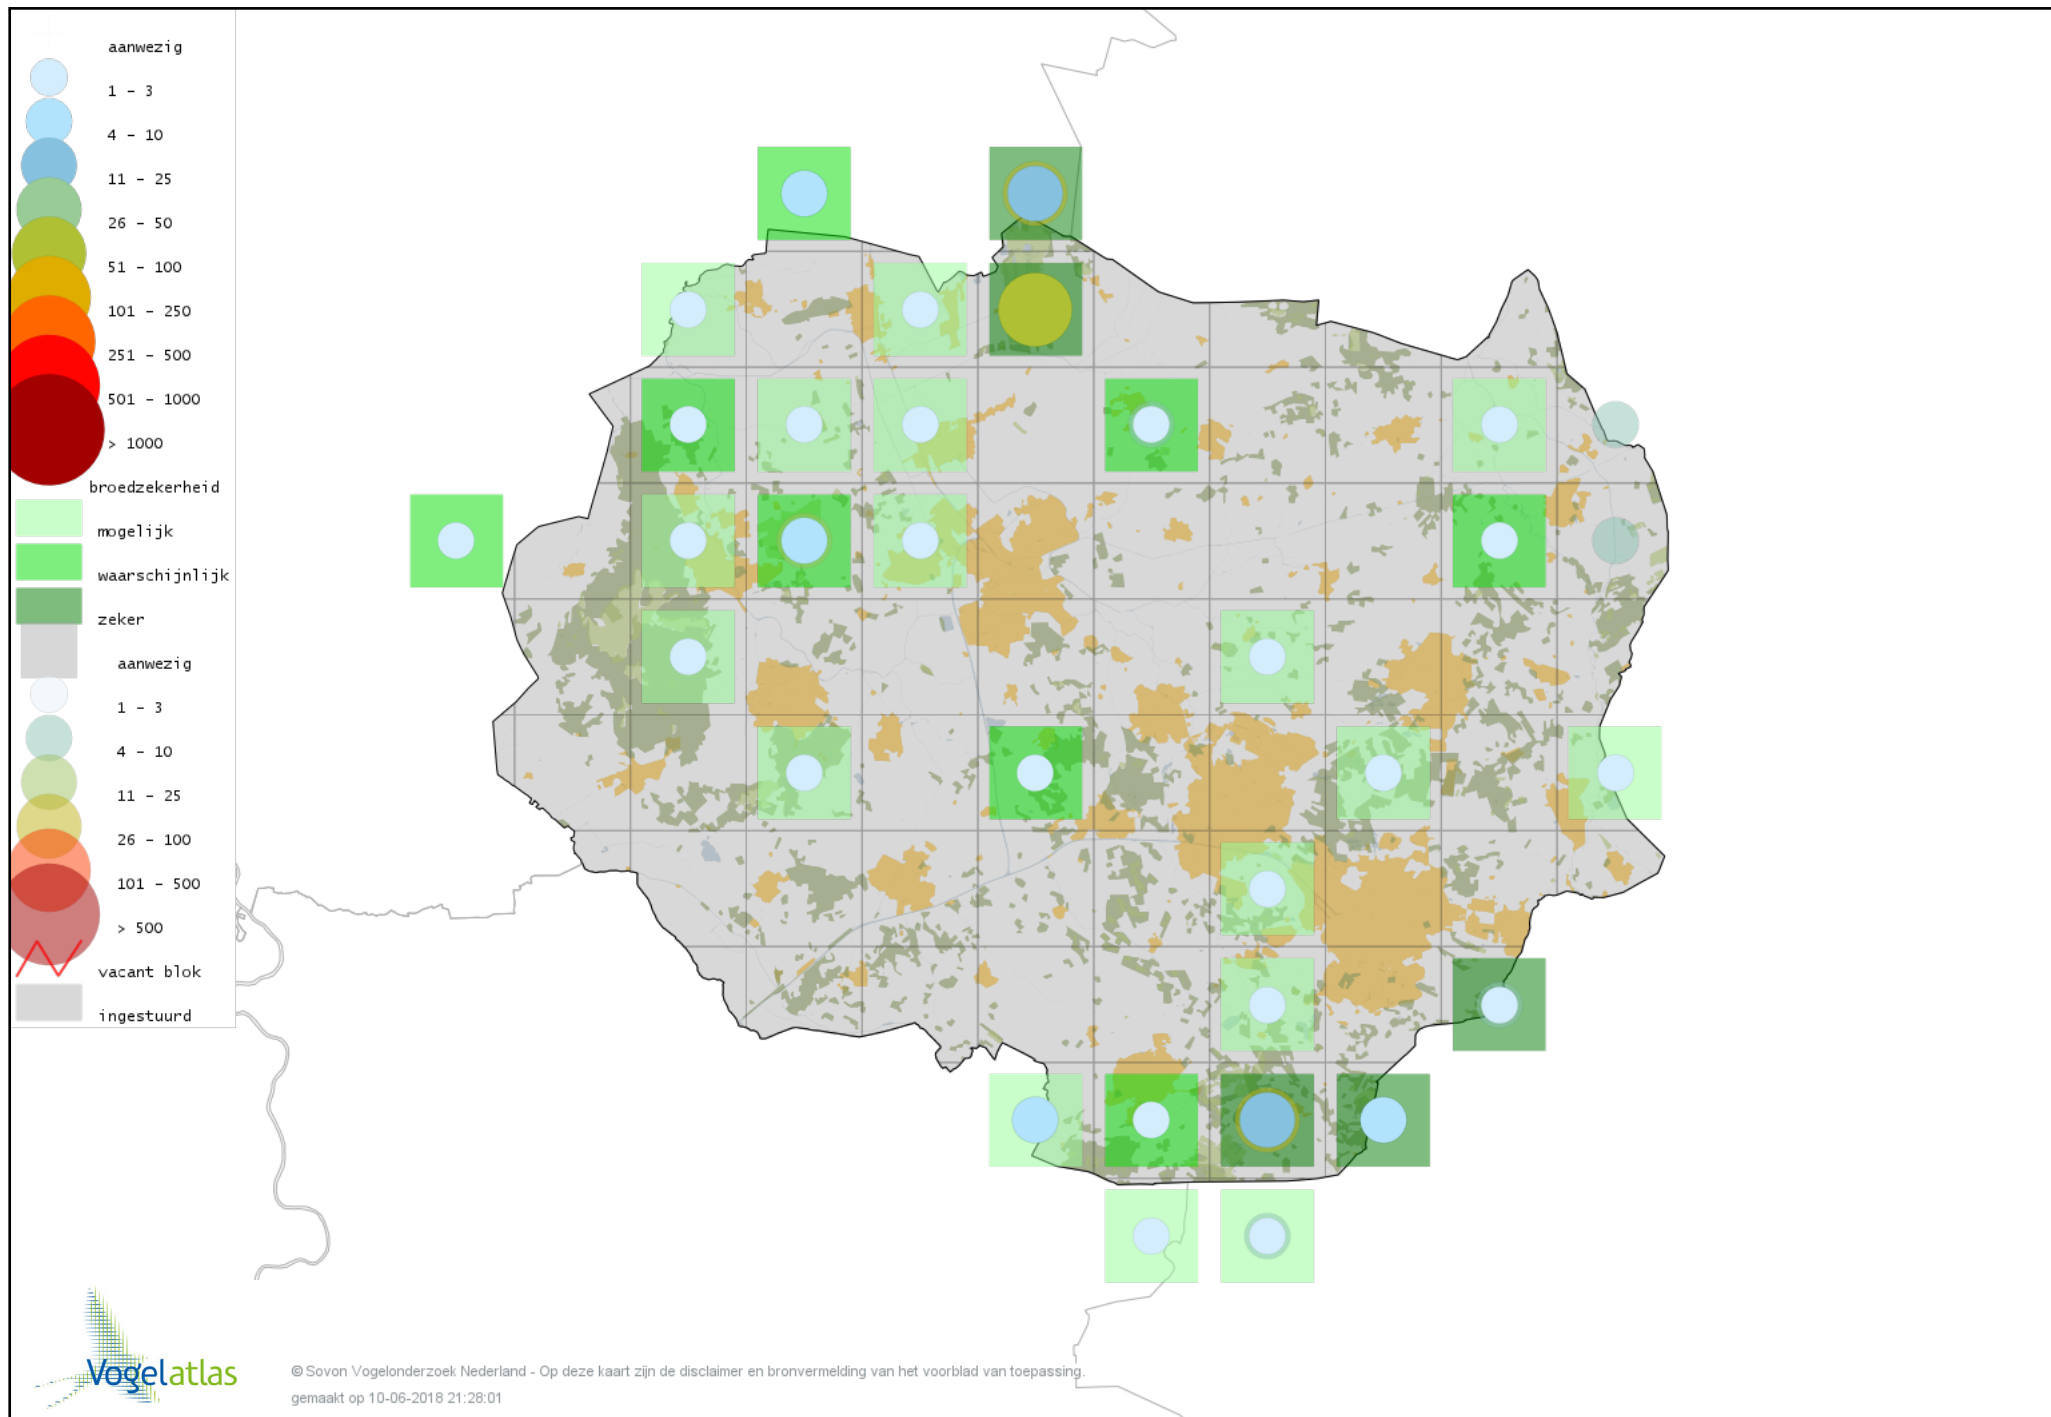 aanwezig
1 - 3
4 - 10
11 - 25
26 - 50
51 - 100
101 - 250
251 - 500
501 - 1000
> 1000
broedzekerheid
mogelijk
waarschijnlijk
zeker
aanwezig
1 - 3
4 - 10
11 - 25
26 - 100
101 - 500
> 500
vacant blok
ingestuurd
Vogelatlas
© Sovon Vogelonderzoek Nederland - Op deze kaart zijn de disclaimer en bronvermelding van het voorblad van toepassing.
gemaakt op 10-06-2018 21:28:01